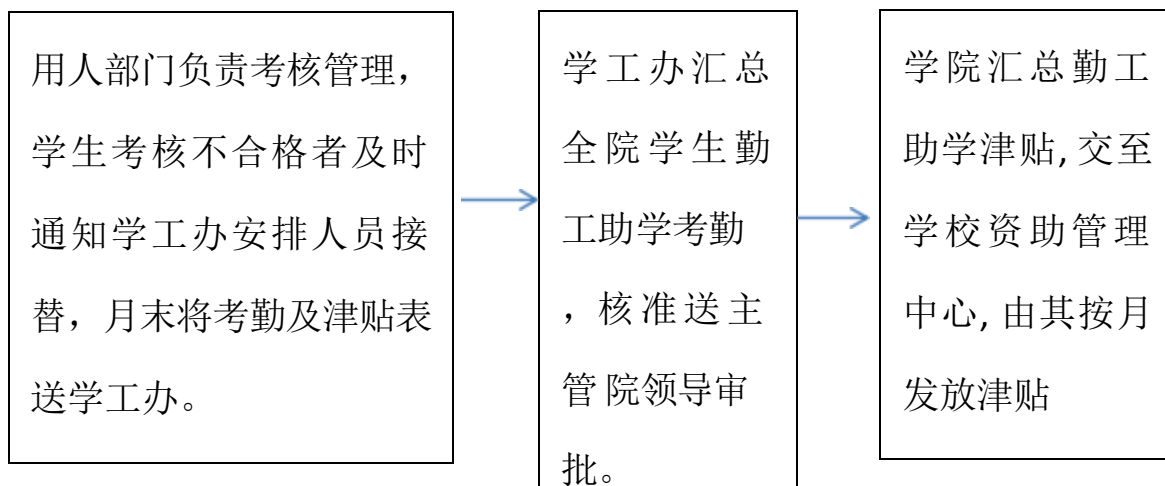 用人部门负责考核管理，
学生考核不合格者及时
通知学工办安排人员接
替，月末将考勤及津贴表
送学工办。
学工办汇总
全院学生勤
工助学考勤
，核准送主
管院领导审
批。
学院汇总勤工
助学津贴,交至
学校资助管理
中心,由其按月
发放津贴